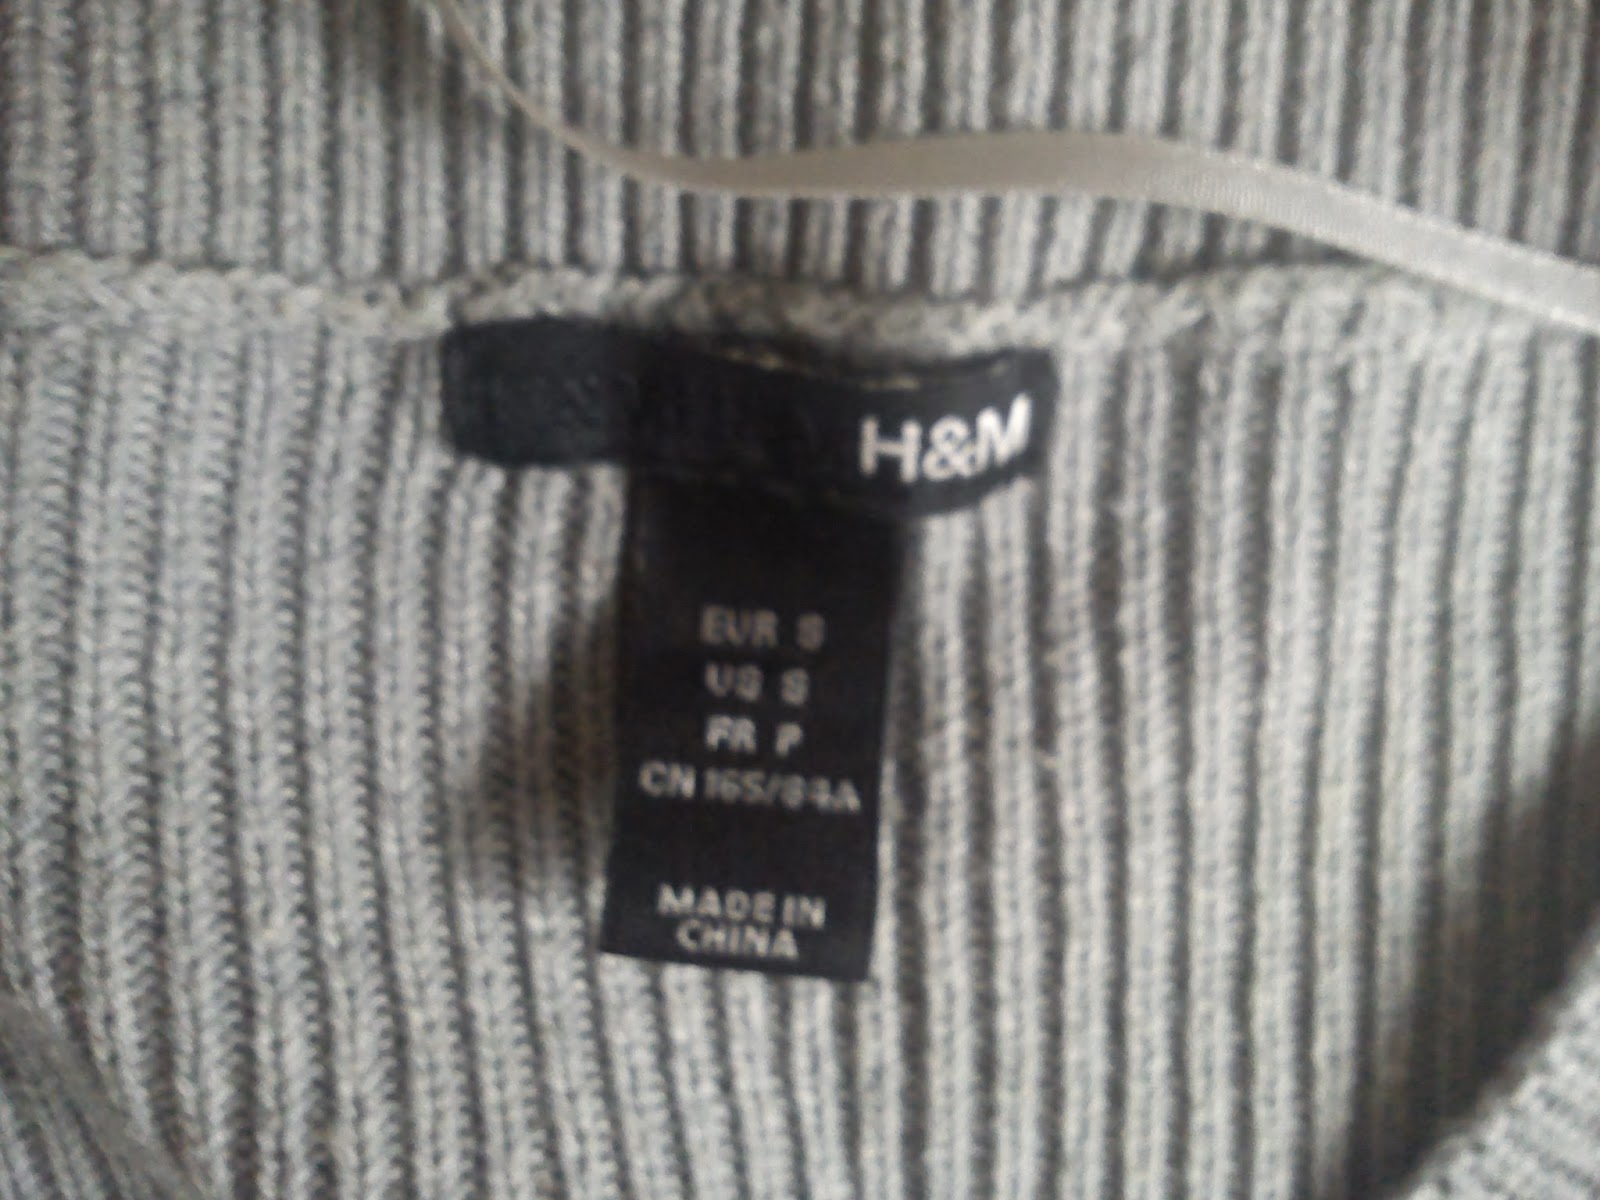 H&M
EUR S
US S
FR P
CN 165/84A
MADE IN
CHINA